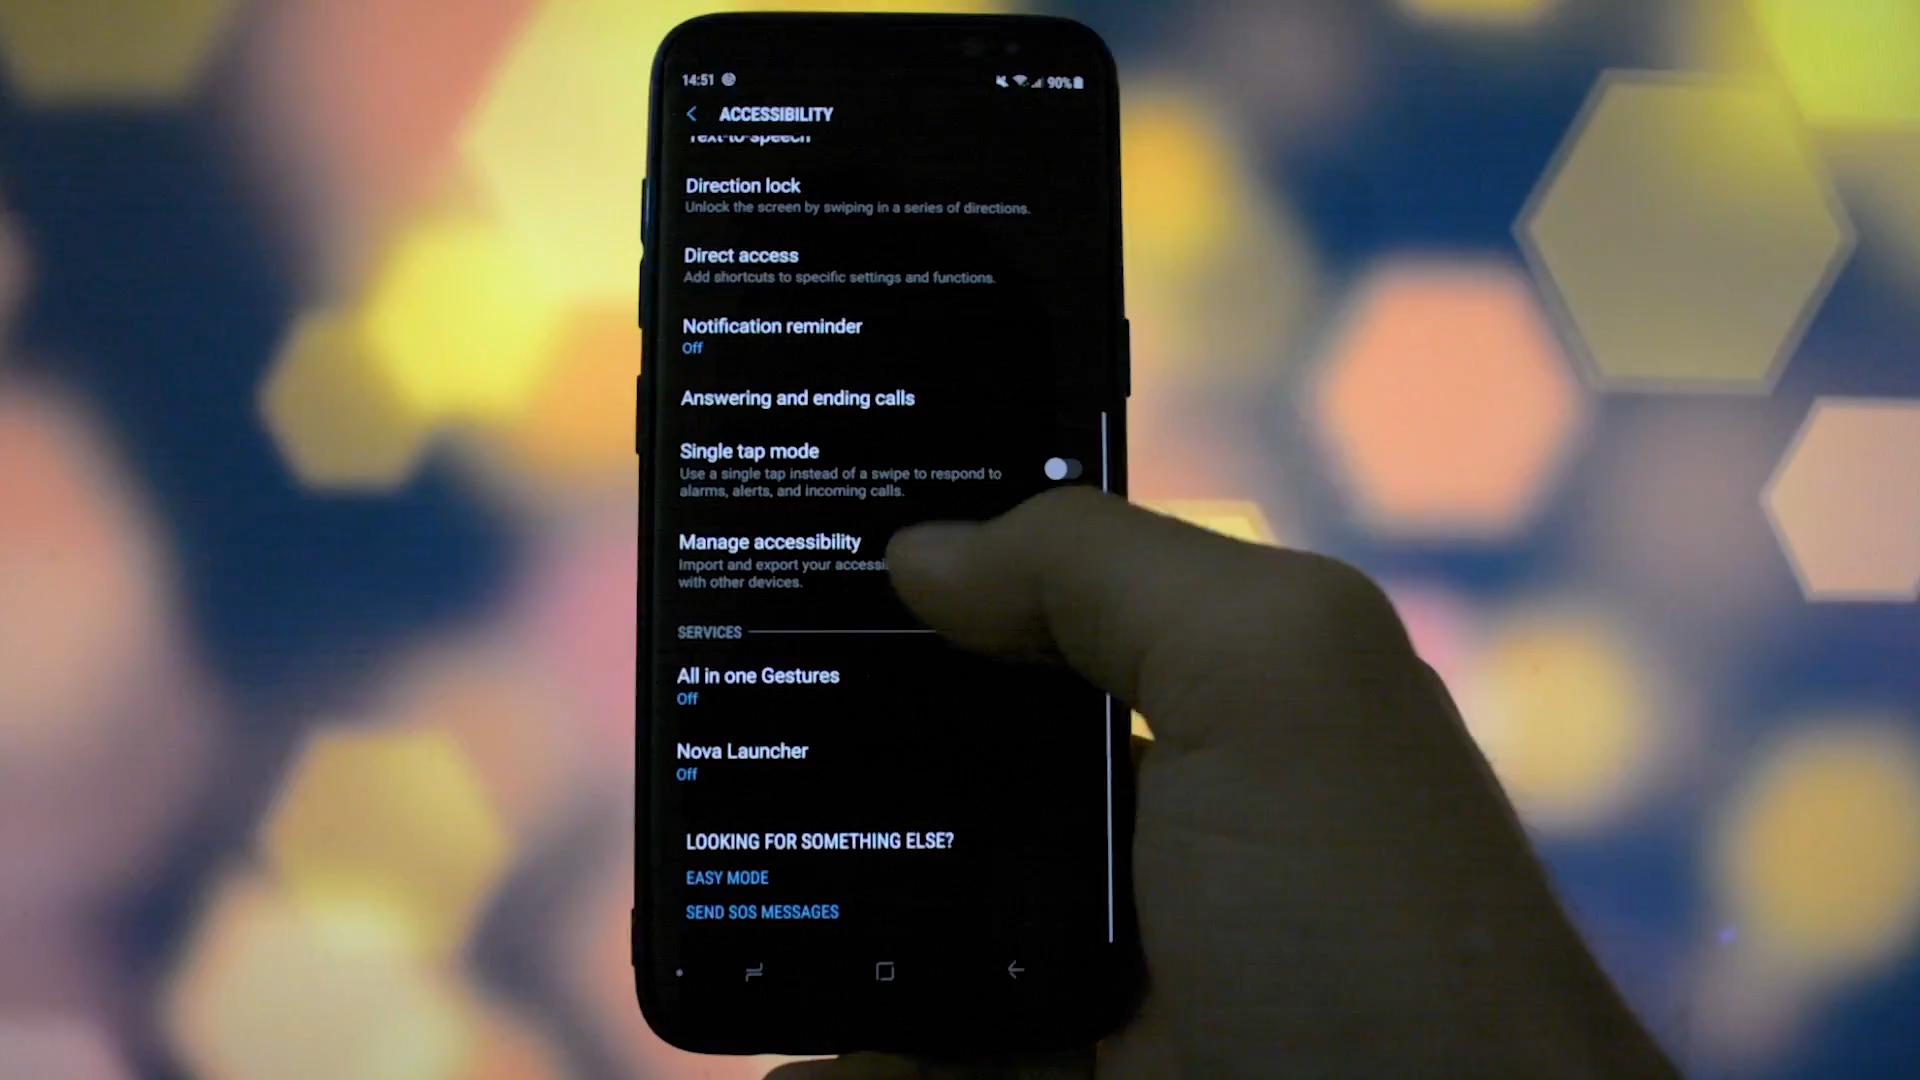 14:51
90%
ACCESSIBILITY
Text-to-speech
Direction lock
Unlock the screen by swiping in a series of directions.
Direct access
Add shortcuts to specific settings and functions.
Notification reminder
Off
Answering and ending calls
Single tap mode
Use a single tap instead of a swipe to respond to
alarms, alerts, and incoming calls.
Manage accessibility
Import and export your
with other devices.
SERVICES
All in one Gestures
Off
Nova Launcher
Off
LOOKING FOR SOMETHING ELSE?
EASY MODE
SEND SOS MESSAGES